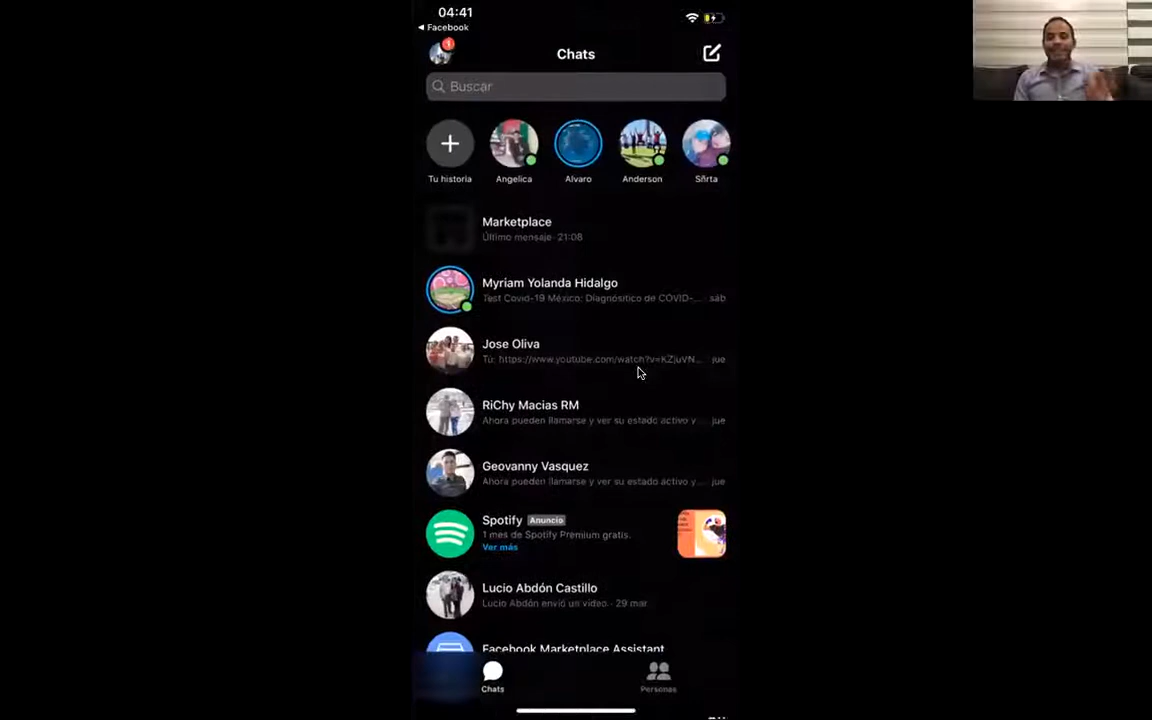 04:41
◀ Facebook
1
Chats
Buscar
Tu historia
Angelica
Alvaro
Anderson
Sñrta
Marketplace
Último mensaje · 21:08
Myriam Yolanda Hidalgo
Test Covid-19 México: Diagnóstico de COVID-... sáb
Jose Oliva
Tú: https://www.youtube.com/watch?v=KZjuVN... jue
RiChy Macias RM
Ahora pueden llamarse y ver su estado activo y... jue
Geovanny Vasquez
Ahora pueden llamarse y ver su estado activo y... jue
Spotify Anuncio
1 mes de Spotify Premium gratis.
Ver más
Lucio Abdón Castillo
Lucio Abdón envió un video. · 29 mar
Facebook Marketplace Assistant
Chats
Personas